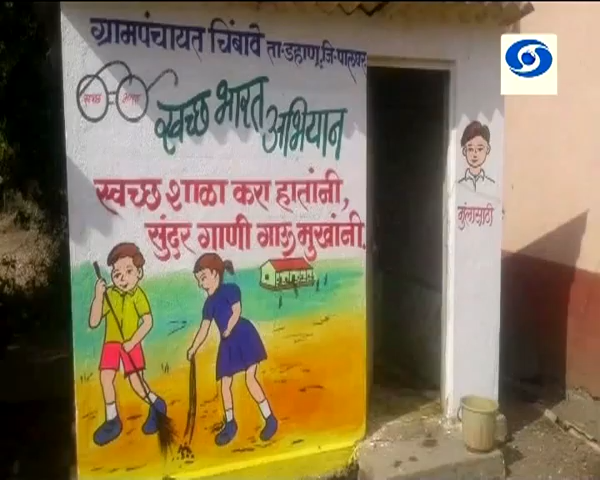 ग्रामपंचायत चिंबावे ता-डहाणू,जि-पालघर
स्वच्छ भारत
अभियान
स्वच्छ शाळा करा हातांनी,
सुंदर गाणी गाऊ मुखांनी.
मुलांसाठी